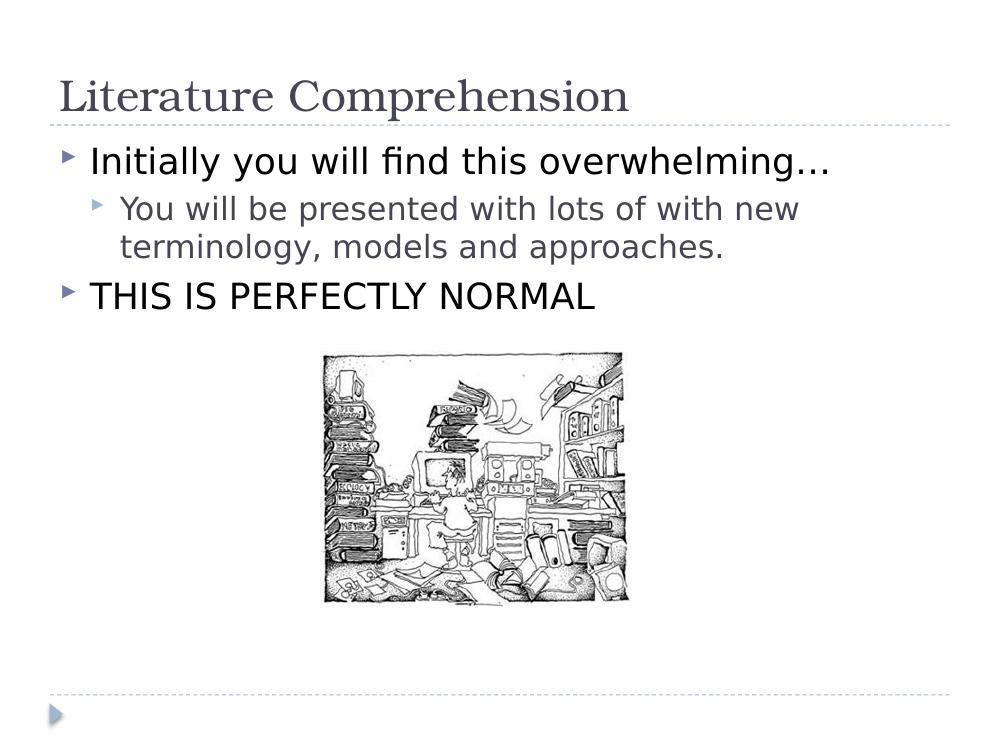 Literature Comprehension
Initially you will find this overwhelming…
You will be presented with lots of with new
terminology, models and approaches.
THIS IS PERFECTLY NORMAL
ECOLOGY